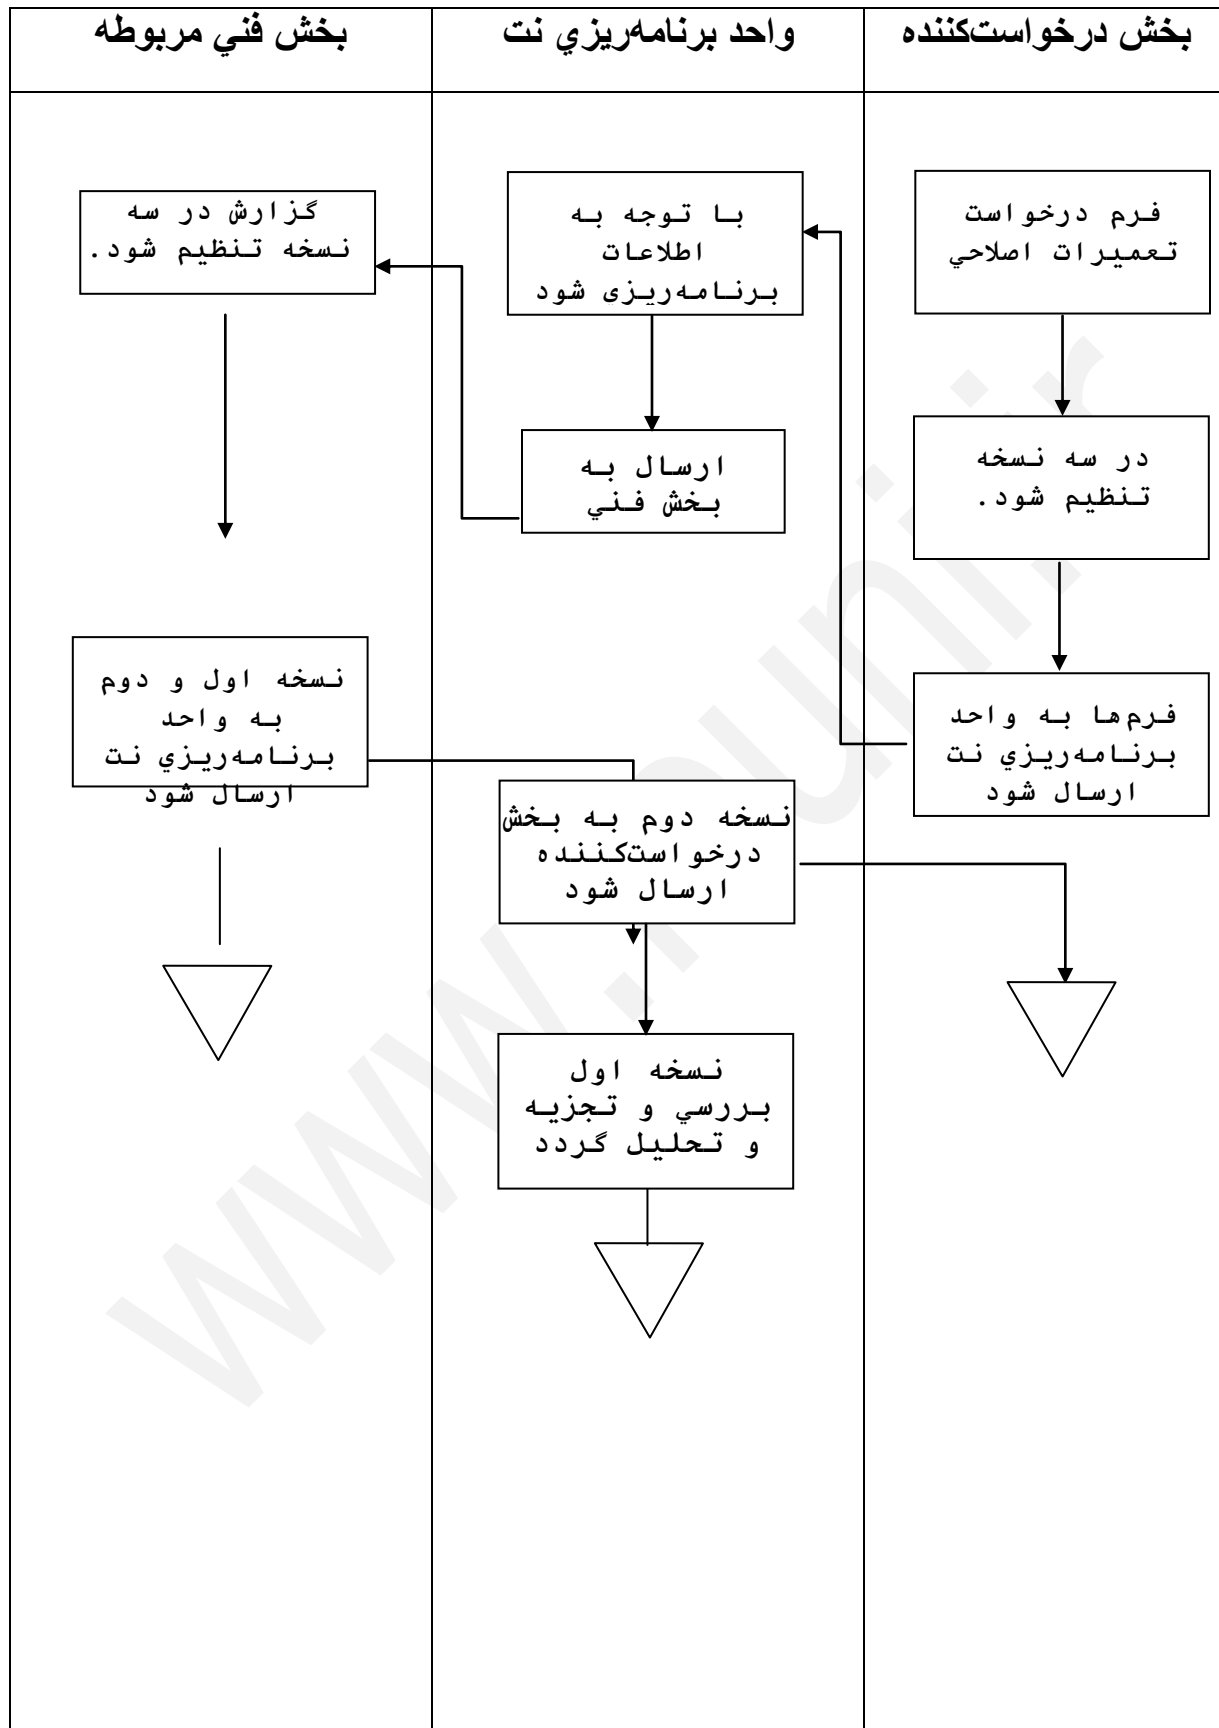 بخش درخواست‌کننده
واحد برنامه‌ريزي نت
بخش فني مربوطه
فرم درخواست
تعميرات اصلاحي
در سه نسخه
تنظيم شود.
فرم‌ها به واحد
برنامه‌ريزي نت
ارسال شود
با توجه به
اطلاعات
برنامه‌ریزی شود
ارسال به
بخش فني
گزارش در سه
نسخه تنظيم شود.
نسخه اول و دوم
به واحد
برنامه‌ريزي نت
ارسال شود
نسخه دوم به بخش
درخواست‌کننده
ارسال شود
نسخه اول
بررسي و تجزيه
و تحليل گردد